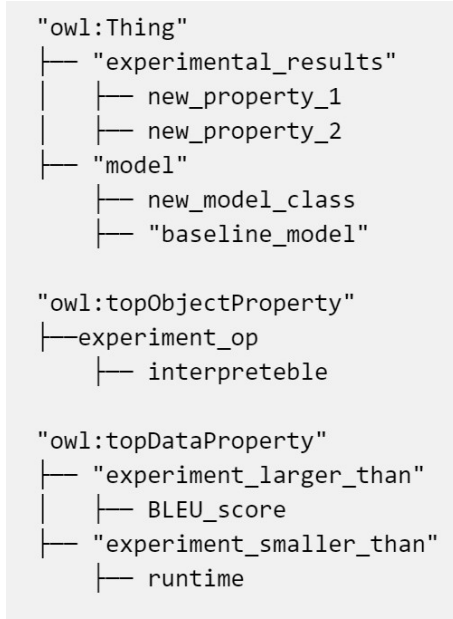 "owl:Thing"
├── "experimental_results"
│   ├── new_property_1
│   ├── new_property_2
├── "model"
    ├── new_model_class
    ├── "baseline_model"

"owl:topObjectProperty"
├──experiment_op
    ├── interpreteble

"owl:topDataProperty"
├── "experiment_larger_than"
│   ├── BLEU_score
├── "experiment_smaller_than"
    ├── runtime